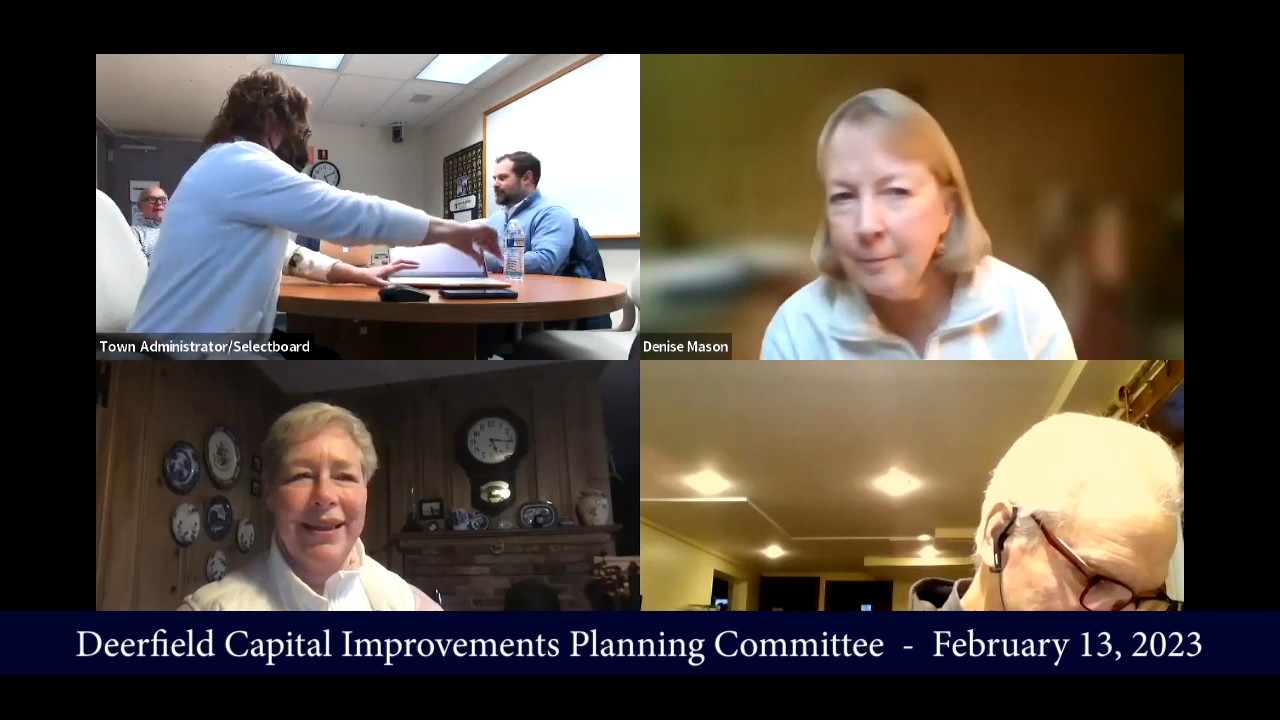 Town Administrator/Selectboard
Denise Mason
Deerfield Capital Improvements Planning Committee - February 13, 2023